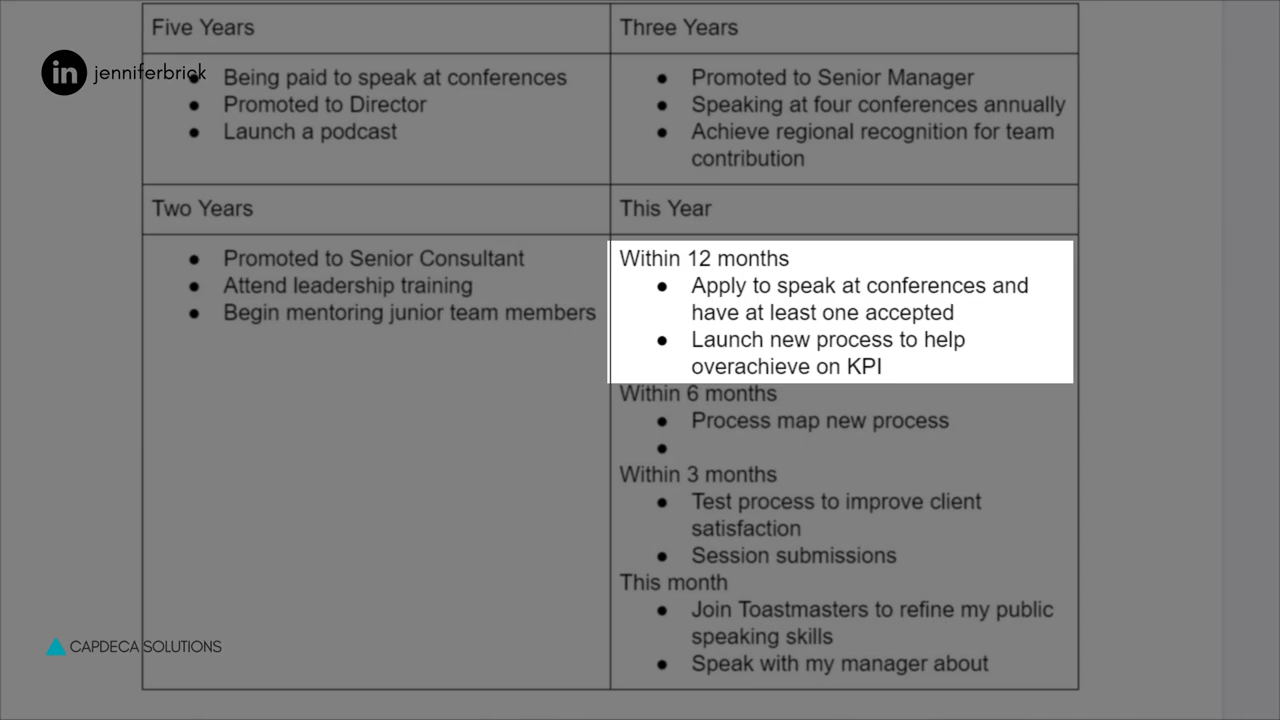 in jenniferbrick
Five Years
Being paid to speak at conferences
Promoted to Director
Launch a podcast
Three Years
Promoted to Senior Manager
Speaking at four conferences annually
Achieve regional recognition for team
contribution
Two Years
Promoted to Senior Consultant
Attend leadership training
Begin mentoring junior team members
This Year
Within 12 months
Apply to speak at conferences and
have at least one accepted
Launch new process to help
overachieve on KPI
Within 6 months
Process map new process
Within 3 months
Test process to improve client
satisfaction
Session submissions
This month
Join Toastmasters to refine my public
speaking skills
Speak with my manager about
CAPDECA SOLUTIONS